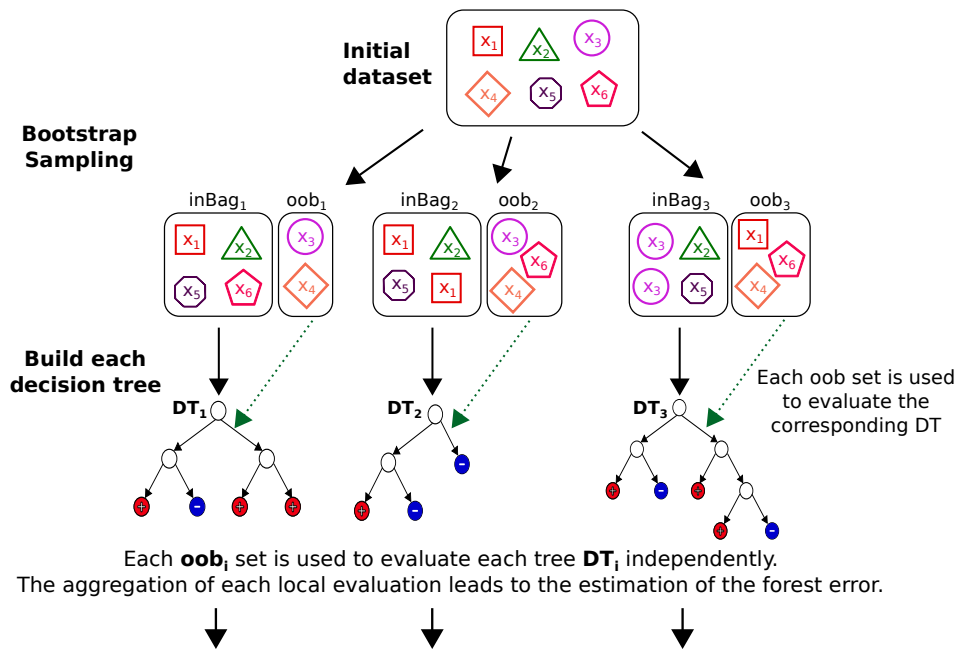 Initial
dataset
x1 x2 x3
x4 x5 x6
Bootstrap
Sampling
inBag1 oob1 inBag2 oob2 inBag3 oob3
x1 x2 x3
x5 x6 x4
x1 x2 x3
x6
x5 x1 x4
x3 x2 x1
x6
x3 x5 x4
Build each
decision tree
Each oob set is used
to evaluate the
corresponding DT
DT1 DT2 DT3
-
+ - + +
+ -
+ - +
+ -
Each oobi set is used to evaluate each tree DTi independently.
The aggregation of each local evaluation leads to the estimation of the forest error.